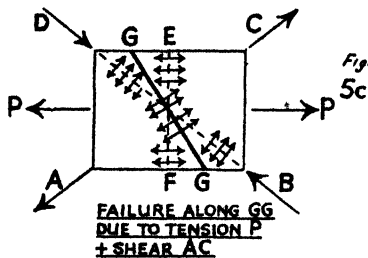 D G E C
Fig.
5c
P P
A F G B
FAILURE ALONG GG
DUE TO TENSION P
+ SHEAR AC